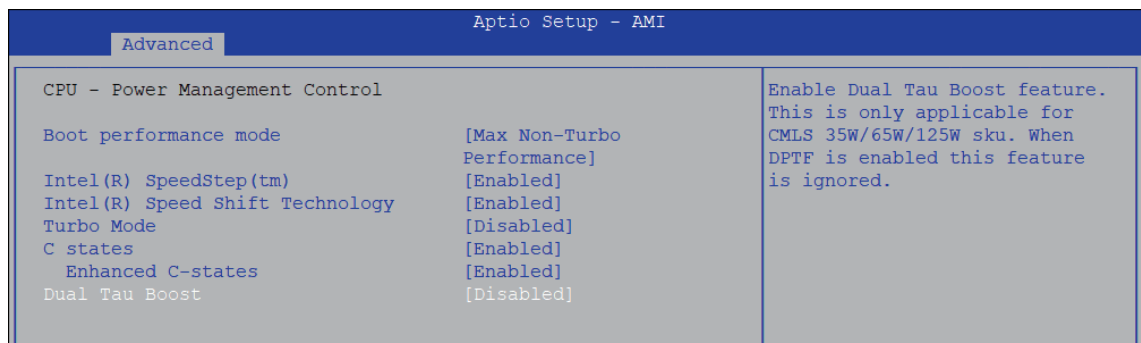 Aptio Setup - AMI
Advanced
CPU - Power Management Control
Boot performance mode [Max Non-Turbo
Performance]
Intel(R) SpeedStep(tm) [Enabled]
Intel(R) Speed Shift Technology [Enabled]
Turbo Mode [Disabled]
C states [Enabled]
Enhanced C-states [Enabled]
Dual Tau Boost [Disabled]
Enable Dual Tau Boost feature.
This is only applicable for
CMLS 35W/65W/125W sku. When
DPTF is enabled this feature
is ignored.